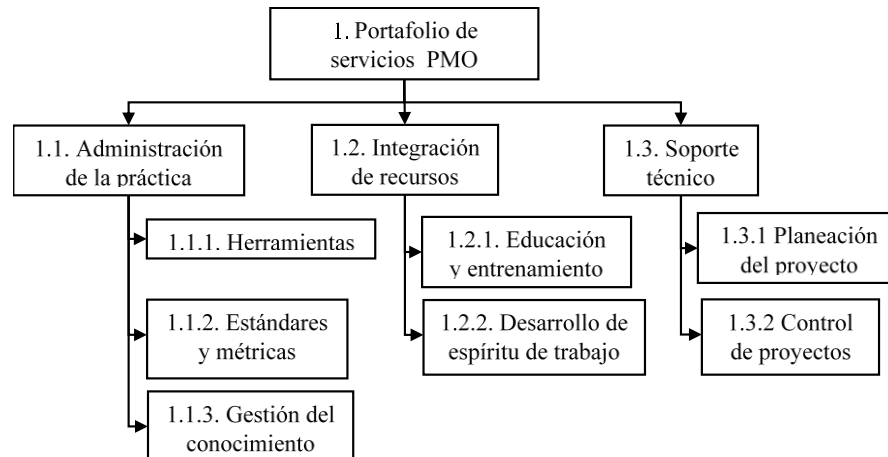 1. Portafolio de
servicios PMO
1.1. Administración
de la práctica
1.1.1. Herramientas
1.1.2. Estándares
y métricas
1.1.3. Gestión del
conocimiento
1.2. Integración
de recursos
1.2.1. Educación
y entrenamiento
1.2.2. Desarrollo de
espíritu de trabajo
1.3. Soporte
técnico
1.3.1 Planeación
del proyecto
1.3.2 Control
de proyectos